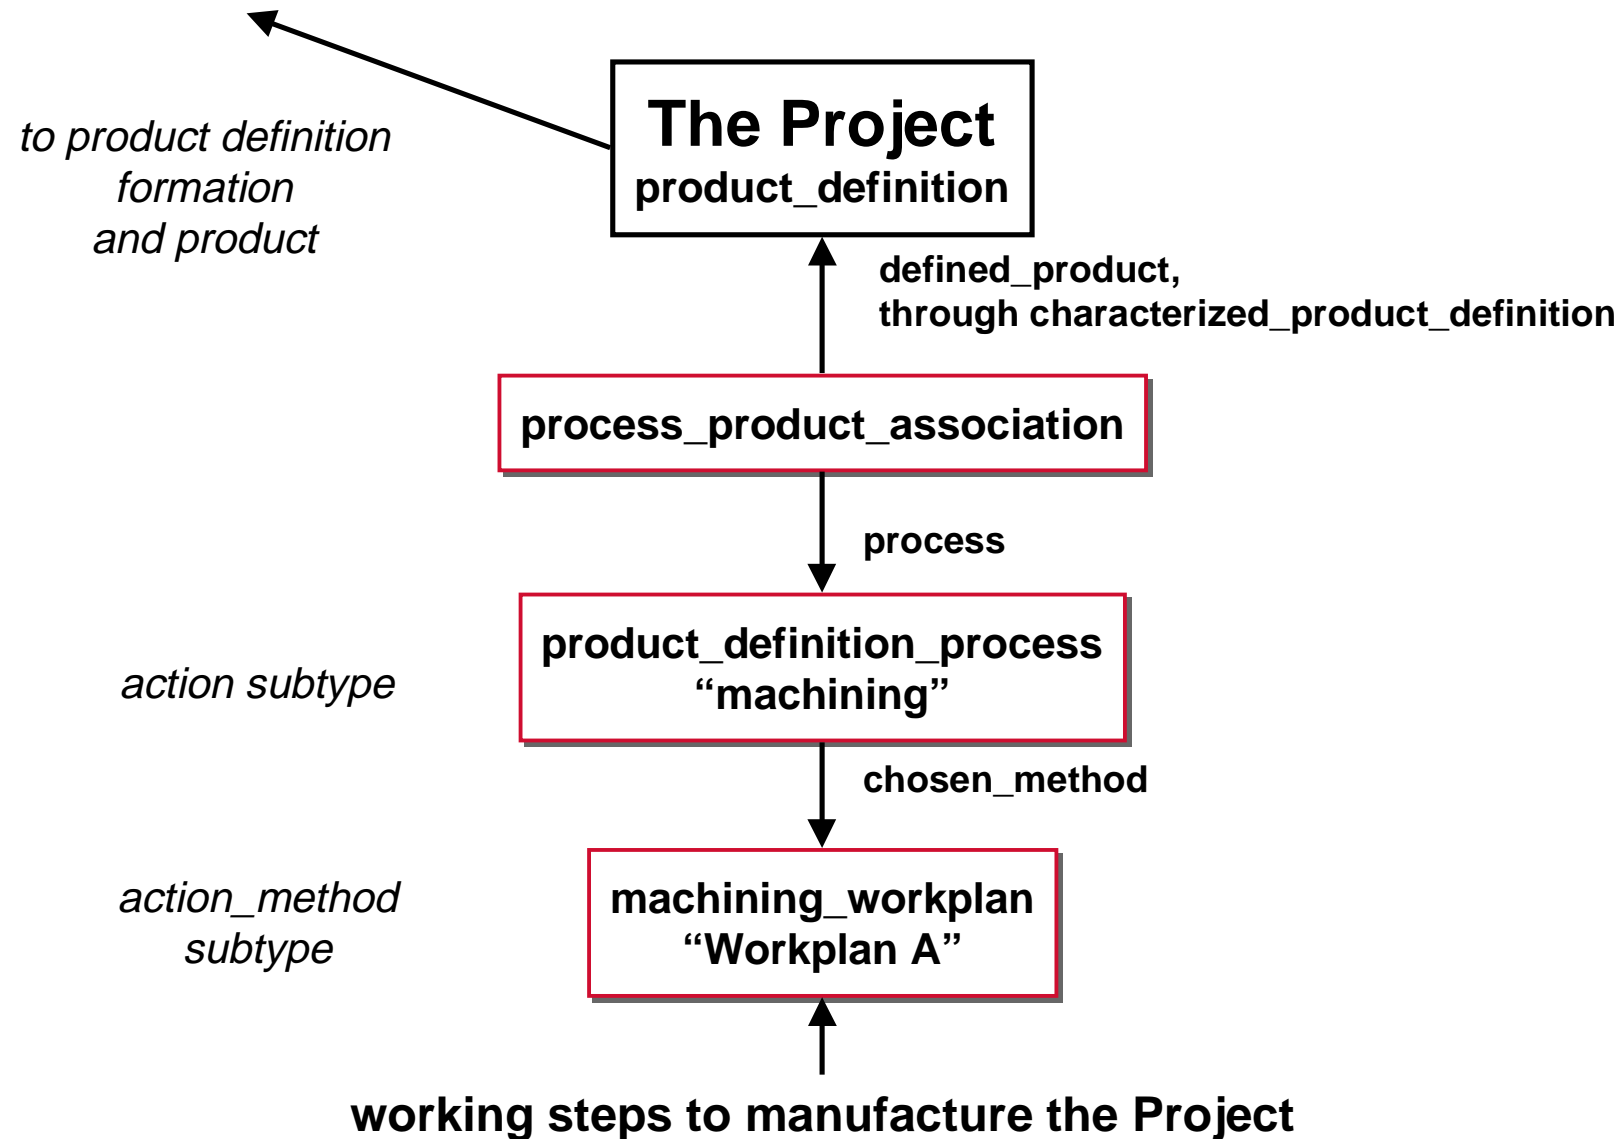 The Project
product_definition
to product definition
formation
and product
defined_product,
through characterized_product_definition
process_product_association
process
product_definition_process
“machining”
action subtype
chosen_method
machining_workplan
“Workplan A”
action_method
subtype
working steps to manufacture the Project